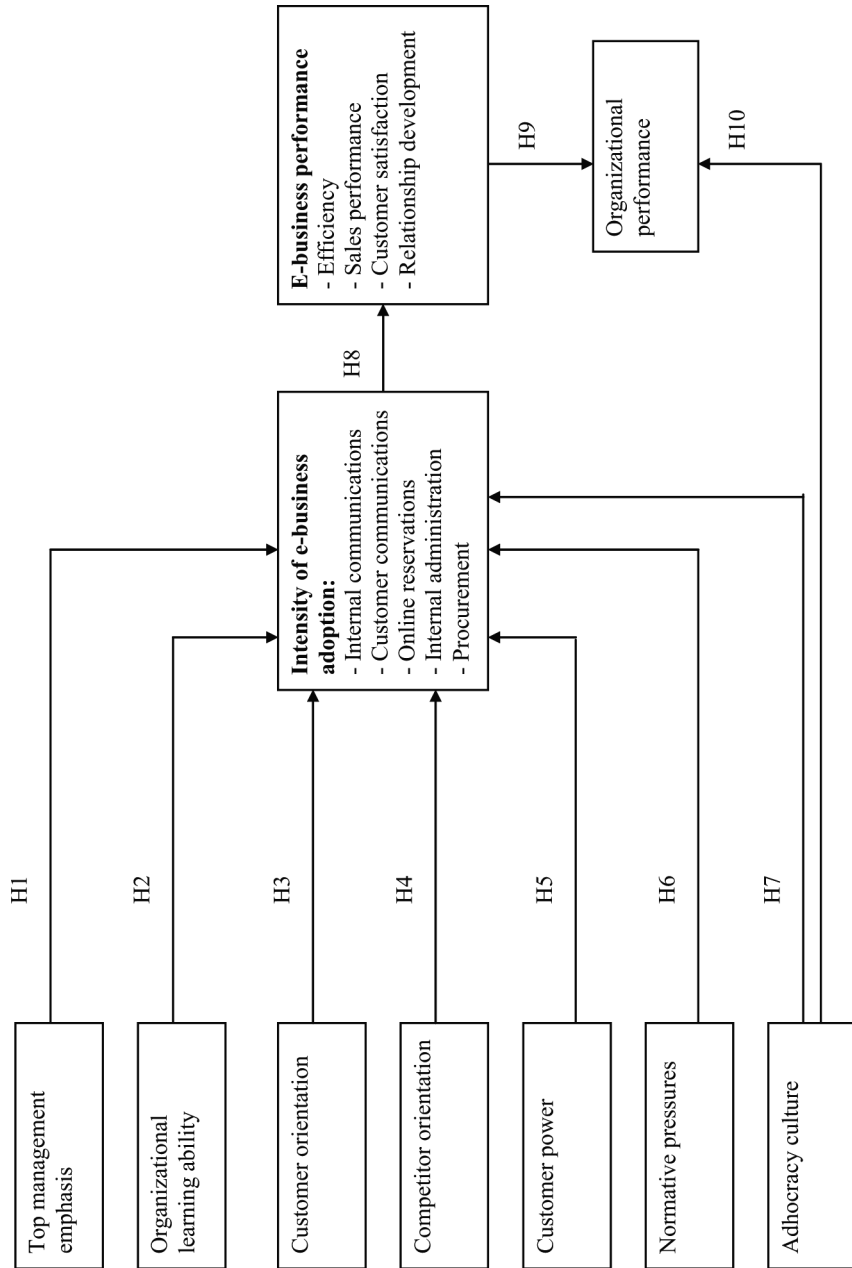 Top management
emphasis
Organizational
learning ability
Customer orientation
Competitor orientation
Customer power
Normative pressures
Adhocracy culture
H1
H2
H3
H4
H5
H6
H7
Intensity of e-business
adoption:
- Internal communications
- Customer communications
- Online reservations
- Internal administration
- Procurement
H8
E-business performance
- Efficiency
- Sales performance
- Customer satisfaction
- Relationship development
H9
Organizational
performance
H10